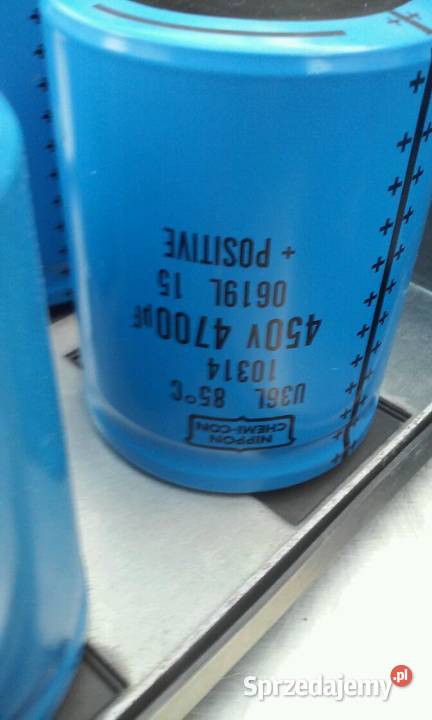 NIPPON
CHEMI-CON
U36L 85°C
10314
450V 4700µF
0619L 15
+ POSITIVE
Sprzedajemy.pl